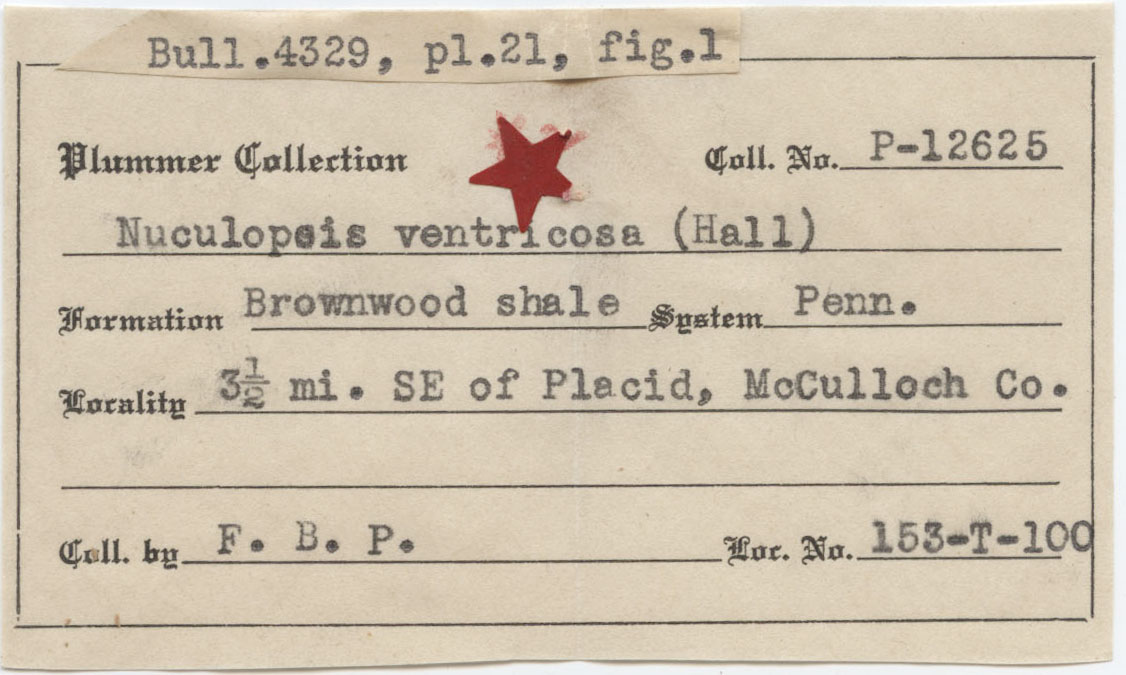 Bull.4329, pl.21, fig.1
Plummer Collection Coll. No. P-12625
Nuculopsis ventricosa (Hall)
Formation Brownwood shale System Penn.
Locality 3½ mi. SE of Placid, McCulloch Co.
Coll. by F. B. P. Loc. No. 153-T-100